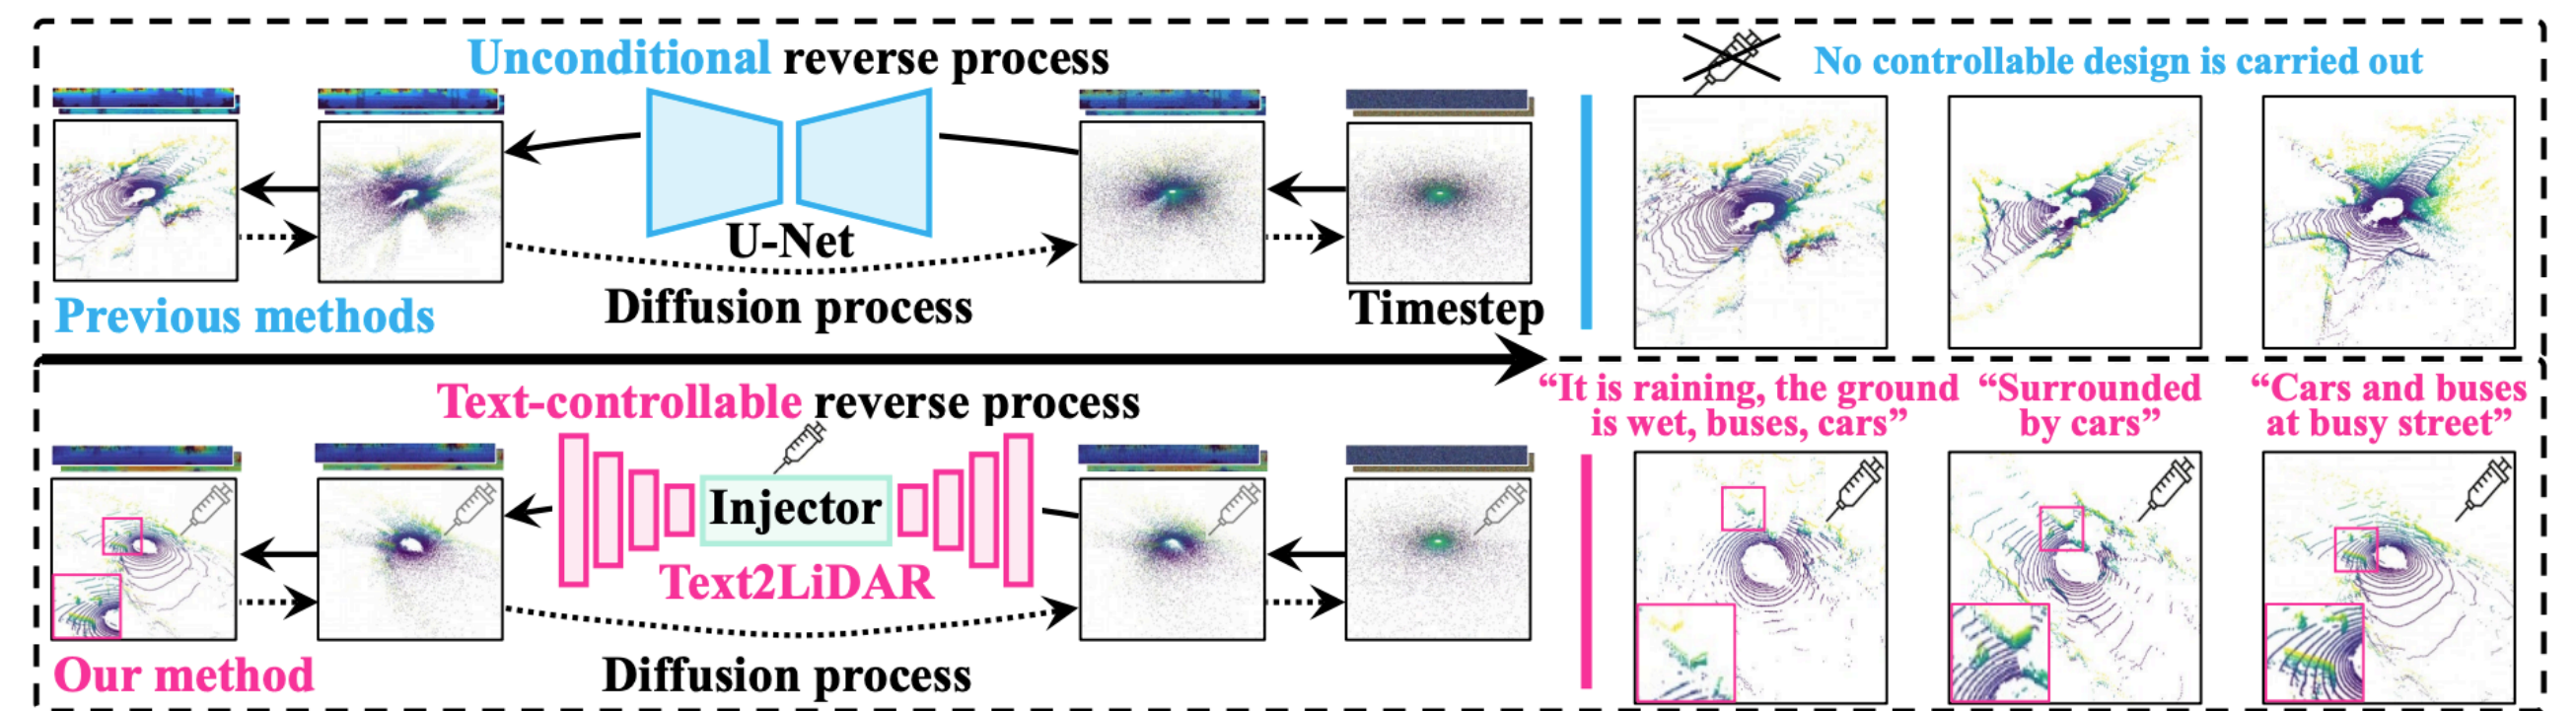 Unconditional reverse process
No controllable design is carried out
U-Net
Previous methods
Diffusion process
Timestep
Text-controllable reverse process
“It is raining, the ground
is wet, buses, cars”
“Surrounded
by cars”
“Cars and buses
at busy street”
Injector
Text2LiDAR
Our method
Diffusion process